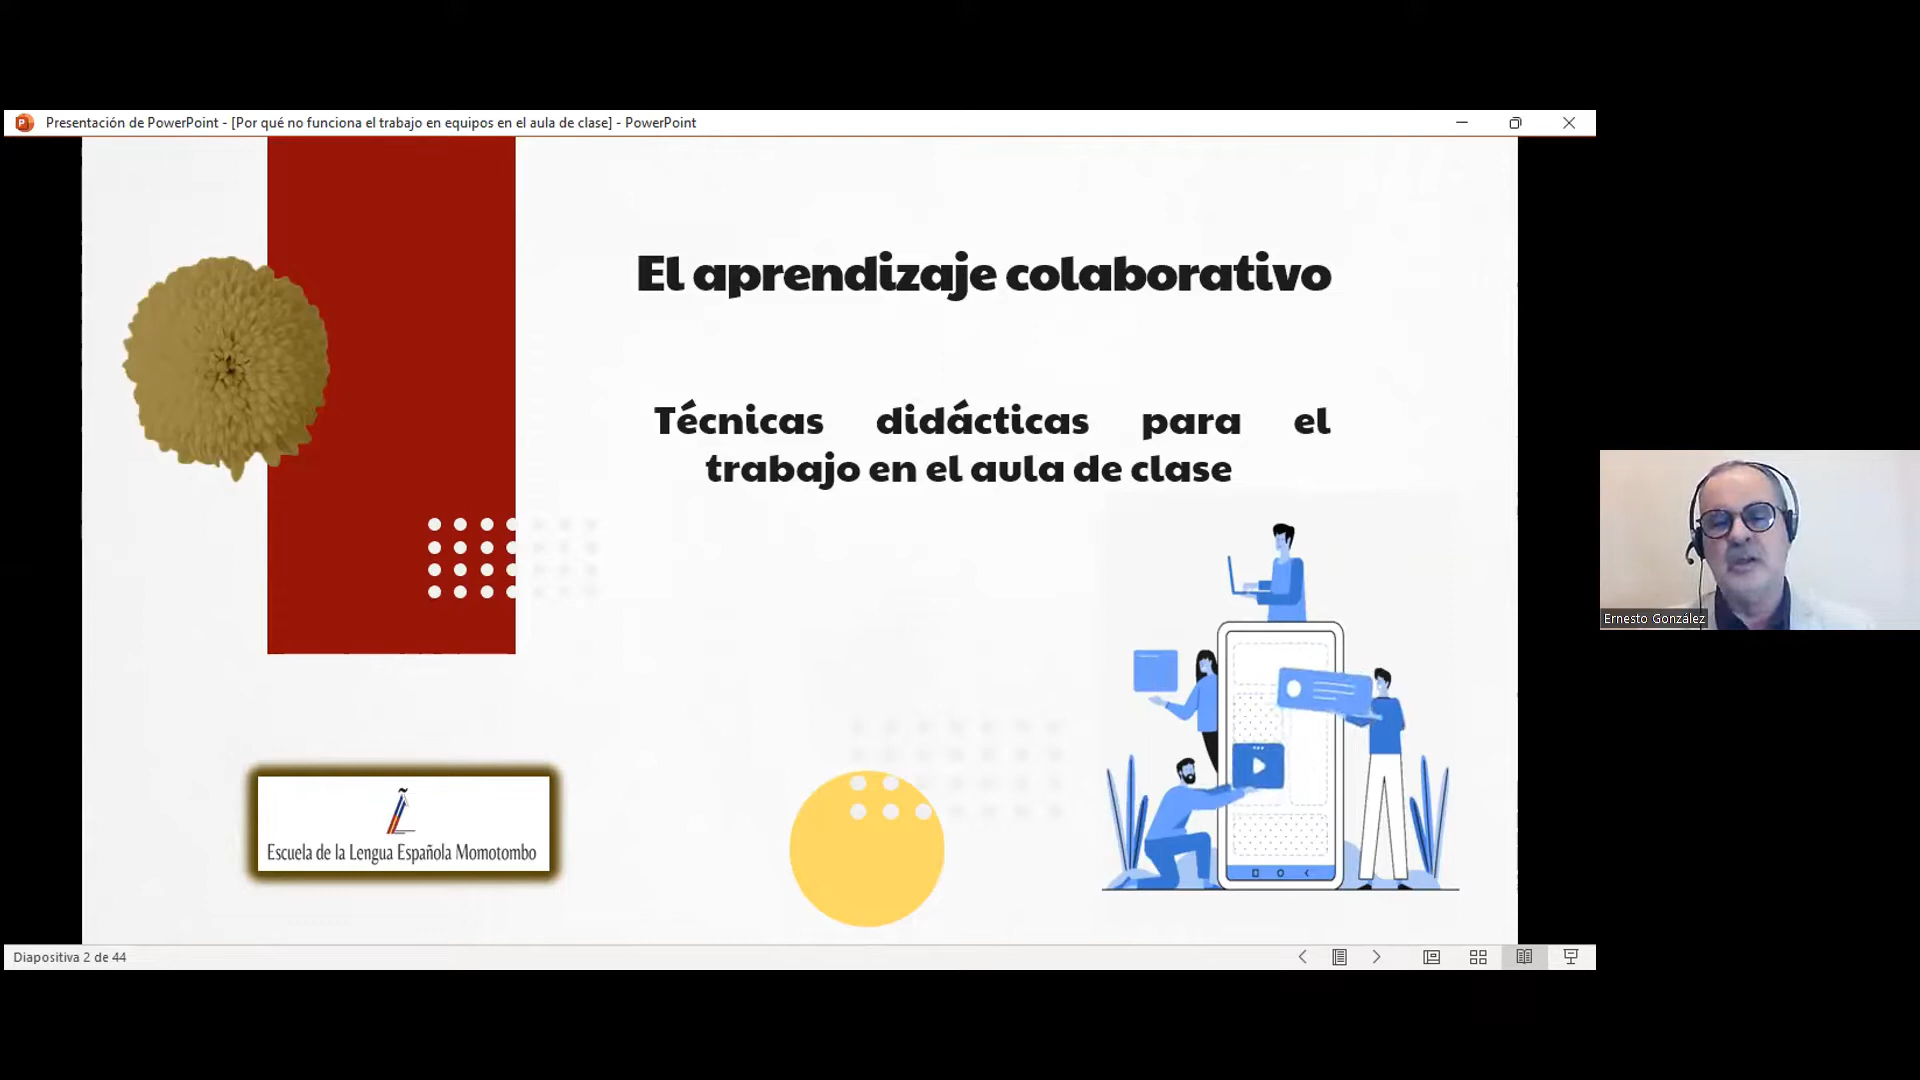 Presentación de PowerPoint - [Por qué no funciona el trabajo en equipos en el aula de clase] - PowerPoint
El aprendizaje colaborativo
Técnicas didácticas para el
trabajo en el aula de clase
Ñ
Escuela de la Lengua Española Momotombo
Ernesto González
Diapositiva 2 de 44